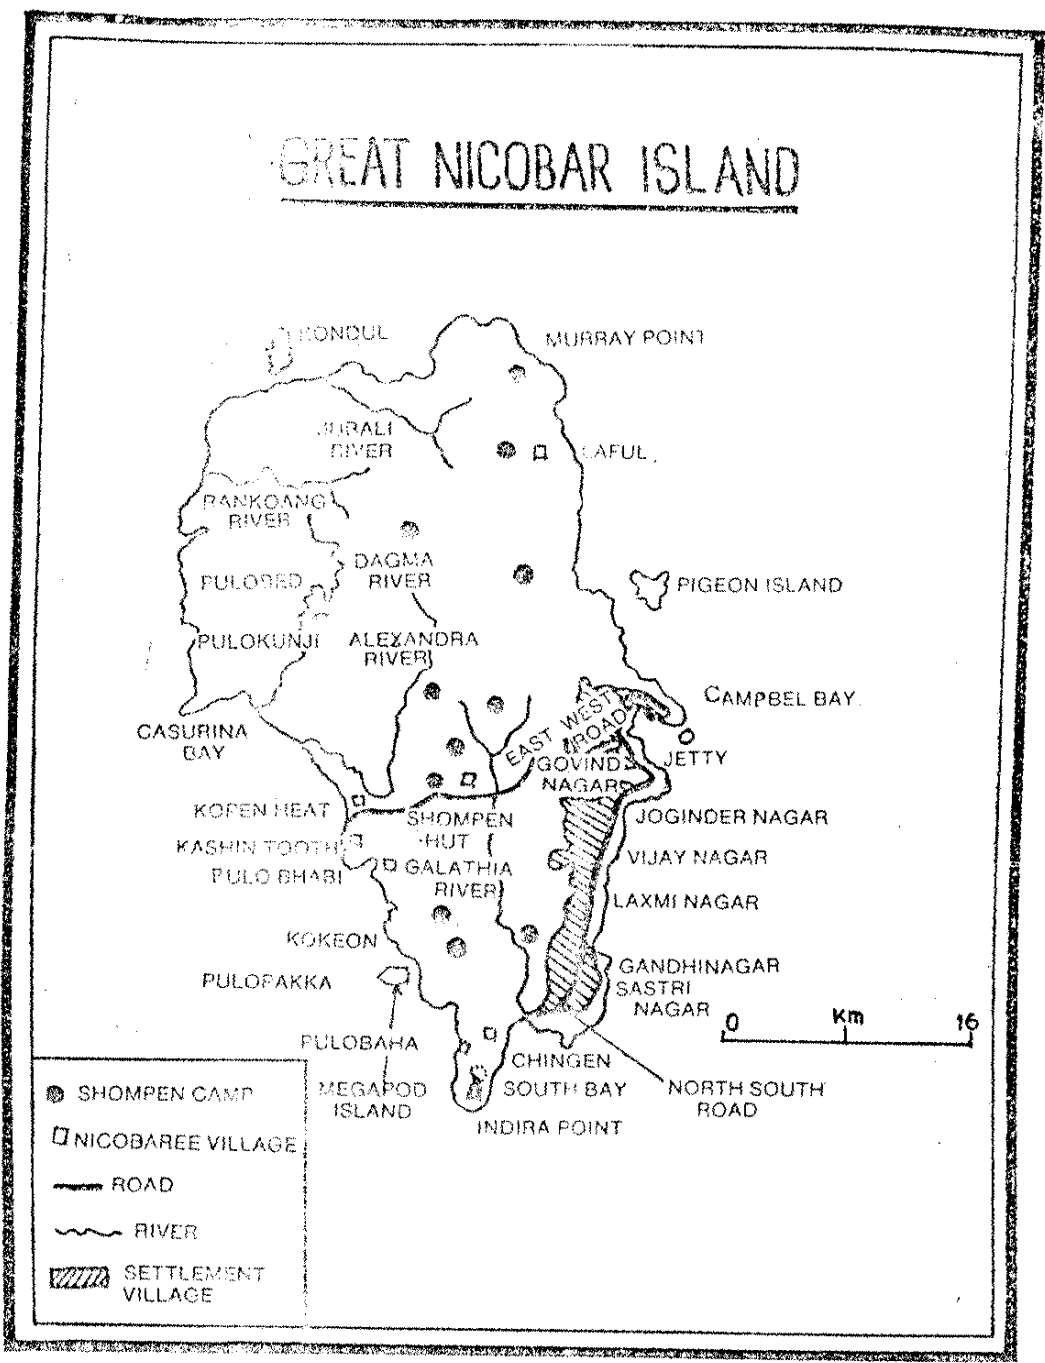 GREAT NICOBAR ISLAND
KONDUL
MURRAY POINT
RIVER
LAFUL
RANKOANG
RIVER
DAGMA
RIVER
PULOBED
PIGEON ISLAND
PULOKUNJI
ALEXANDRA
RIVER
CAMPBEL BAY.
CASURINA
BAY
EAST WEST
ROAD
JETTY
GOVIND
NAGAR
KOPEN HEAT
SHOMPEN
HUT
JOGINDER NAGAR
KASHIN TOOTH
PULO BHABI
GALATHIA
RIVER
VIJAY NAGAR
LAXMI NAGAR
KOKEON
GANDHINAGAR
SASTRI
NAGAR
PULOPAKKA
0 Km 16
PULOBAHA
MEGAPOD
ISLAND
CHINGEN
SOUTH BAY
NORTH SOUTH
ROAD
INDIRA POINT
SHOMPEN CAMP
NICOBAREE VILLAGE
ROAD
RIVER
SETTLEMENT
VILLAGE